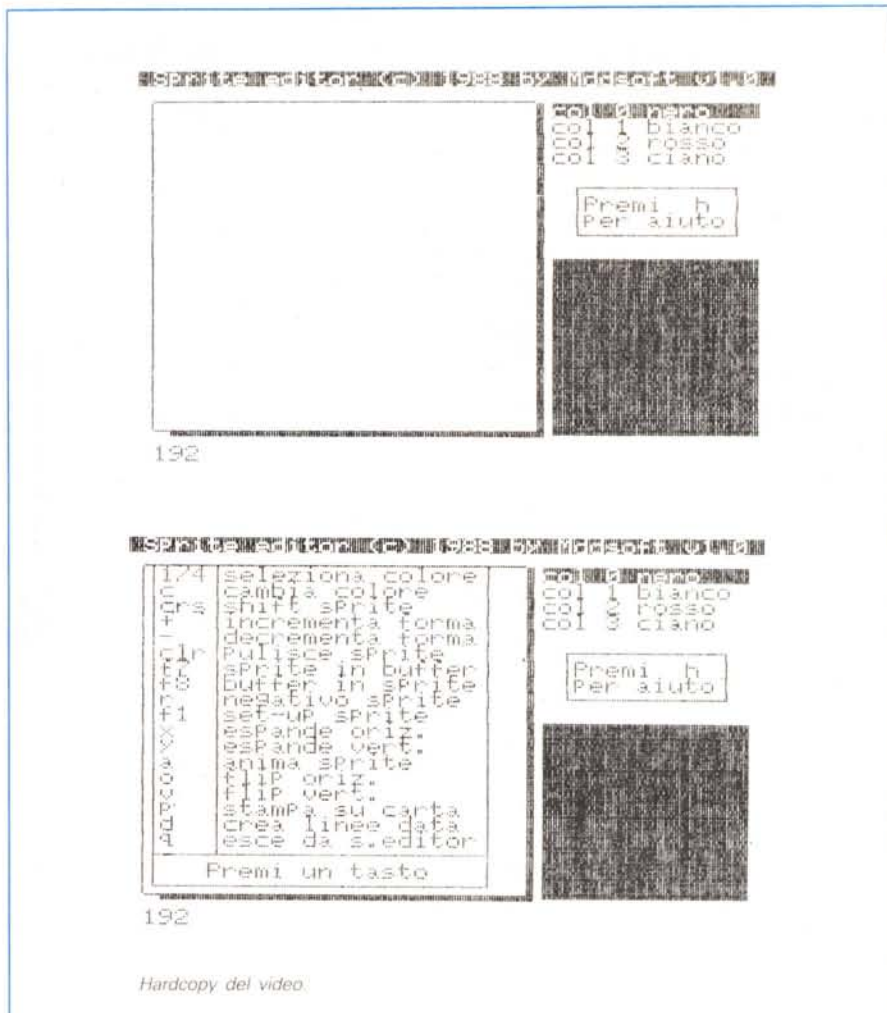 Sprite editor (c) 1988 by Mdsoft v1.0
col 0 nero
col 1 bianco
col 2 rosso
col 3 ciano
Premi h
Per aiuto
192
Sprite editor (c) 1988 by Mdsoft v1.0
1/4 seleziona colore
c cambia colore
crs shift sprite
+ incrementa forma
- decrementa forma
clr Pulisce sprite
sprite in buffer
buffer in sprite
negativo sprite
f1 set-up sprite
x espande oriz.
y espande vert.
a anima sprite
o flip oriz.
v flip vert.
p stampa su carta
d crea linee data
q esce da s.editor
Premi un tasto
col 0 nero
col 1 bianco
col 2 rosso
col 3 ciano
Premi h
Per aiuto
192
Hardcopy del video.